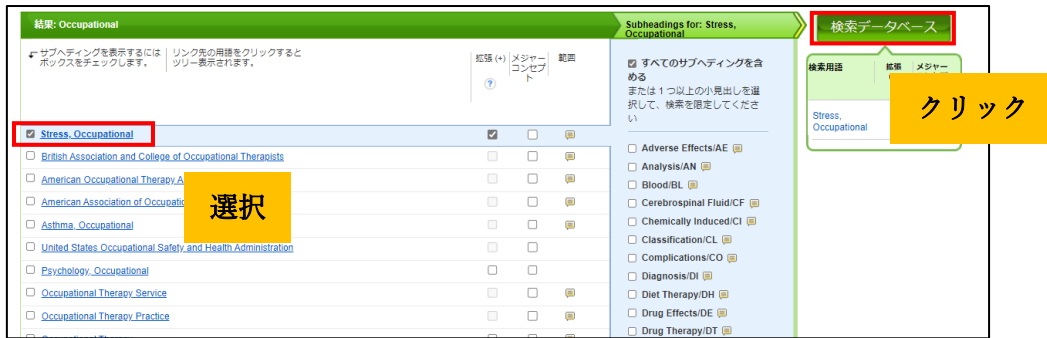 結果: Occupational
サブヘディングを表示するには
ボックスをチェックします。
リンク先の用語をクリックすると
ツリー表示されます。
拡張 (+)
?
メジャー
コンセプ
ト
範囲
Stress, Occupational
British Association and College of Occupational Therapists
American Occupational Therapy A
American Association of Occupatio
Asthma, Occupational
United States Occupational Safety and Health Administration
Psychology, Occupational
Occupational Therapy Service
Occupational Therapy Practice
選択
Subheadings for: Stress,
Occupational
すべてのサブヘディングを含
める
または 1 つ以上の小見出しを選
択して、検索を限定してくださ
い
Adverse Effects/AE
Analysis/AN
Blood/BL
Cerebrospinal Fluid/CF
Chemically Induced/CI
Classification/CL
Complications/CO
Diagnosis/DI
Diet Therapy/DH
Drug Effects/DE
Drug Therapy/DT
検索データベース
検索用語
拡張
メジャー
Stress,
Occupational
クリック